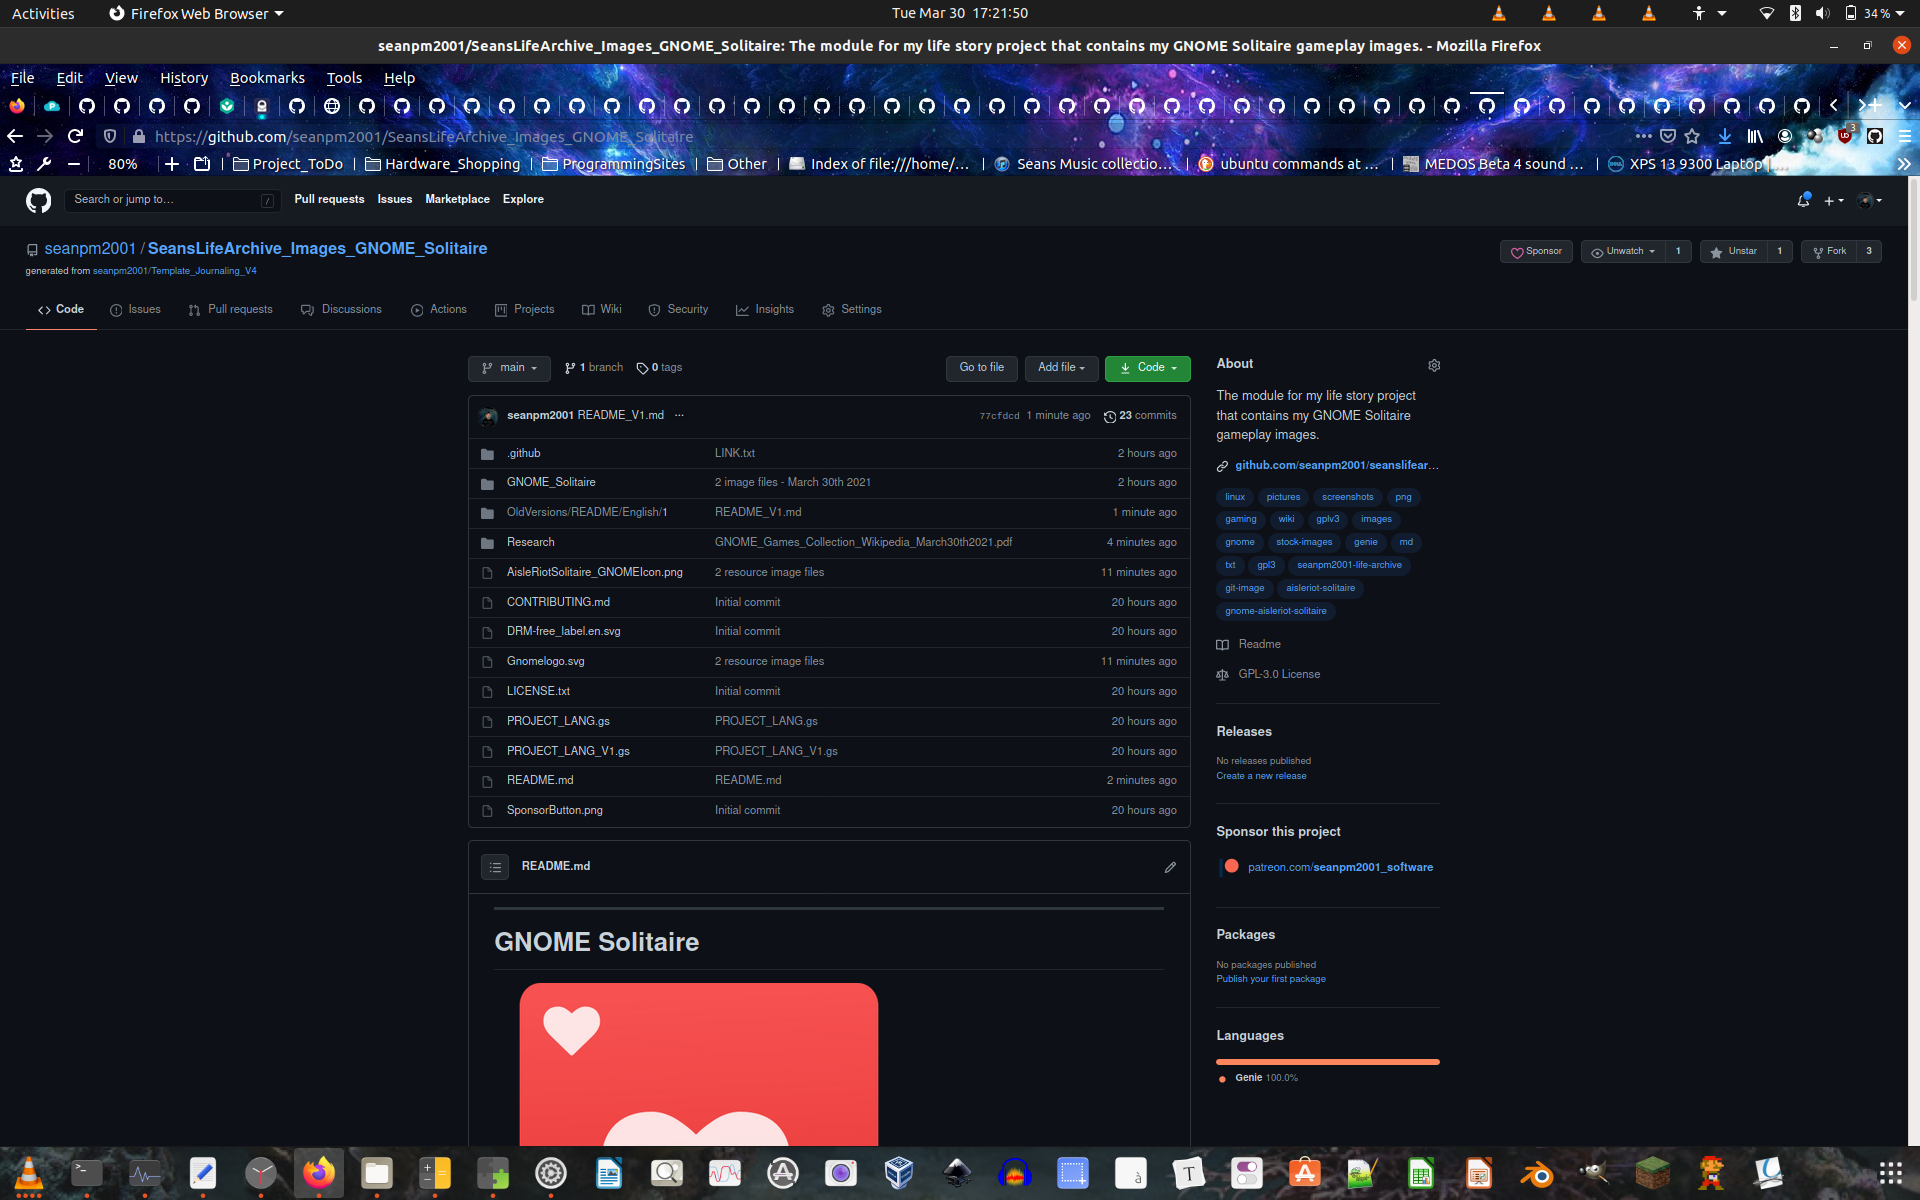 Activities Firefox Web Browser Tue Mar 30 17:21:50 34 %
seanpm2001/SeansLifeArchive_Images_GNOME_Solitaire: The module for my life story project that contains my GNOME Solitaire gameplay images. - Mozilla Firefox
File Edit View History Bookmarks Tools Help
https://github.com/seanpm2001/SeansLifeArchive_Images_GNOME_Solitaire 3
80% Project_ToDo Hardware_Shopping ProgrammingSites Other Index of file:///home/… Seans Music collectio… ubuntu commands at … MEDOS Beta 4 sound … XPS 13 9300 Laptop |…
Search or jump to… / Pull requests Issues Marketplace Explore
seanpm2001 / SeansLifeArchive_Images_GNOME_Solitaire Sponsor Unwatch 1 Unstar 1 Fork 3
generated from seanpm2001/Template_Journaling_V4
Code Issues Pull requests Discussions Actions Projects Wiki Security Insights Settings
main 1 branch 0 tags Go to file Add file Code
seanpm2001 README_V1.md ··· 77cfdcd 1 minute ago 23 commits
.github LINK.txt 2 hours ago
GNOME_Solitaire 2 image files - March 30th 2021 2 hours ago
OldVersions/README/English/1 README_V1.md 1 minute ago
Research GNOME_Games_Collection_Wikipedia_March30th2021.pdf 4 minutes ago
AisleRiotSolitaire_GNOMEIcon.png 2 resource image files 11 minutes ago
CONTRIBUTING.md Initial commit 20 hours ago
DRM-free_label.en.svg Initial commit 20 hours ago
Gnomelogo.svg 2 resource image files 11 minutes ago
LICENSE.txt Initial commit 20 hours ago
PROJECT_LANG.gs PROJECT_LANG.gs 20 hours ago
PROJECT_LANG_V1.gs PROJECT_LANG_V1.gs 20 hours ago
README.md README.md 2 minutes ago
SponsorButton.png Initial commit 20 hours ago
README.md
GNOME Solitaire
About
The module for my life story project
that contains my GNOME Solitaire
gameplay images.
github.com/seanpm2001/seanslifear…
linux pictures screenshots png
gaming wiki gplv3 images
gnome stock-images genie md
txt gpl3 seanpm2001-life-archive
git-image aisleriot-solitaire
gnome-aisleriot-solitaire
Readme
GPL-3.0 License
Releases
No releases published
Create a new release
Sponsor this project
patreon.com/seanpm2001_software
Packages
No packages published
Publish your first package
Languages
Genie 100.0%